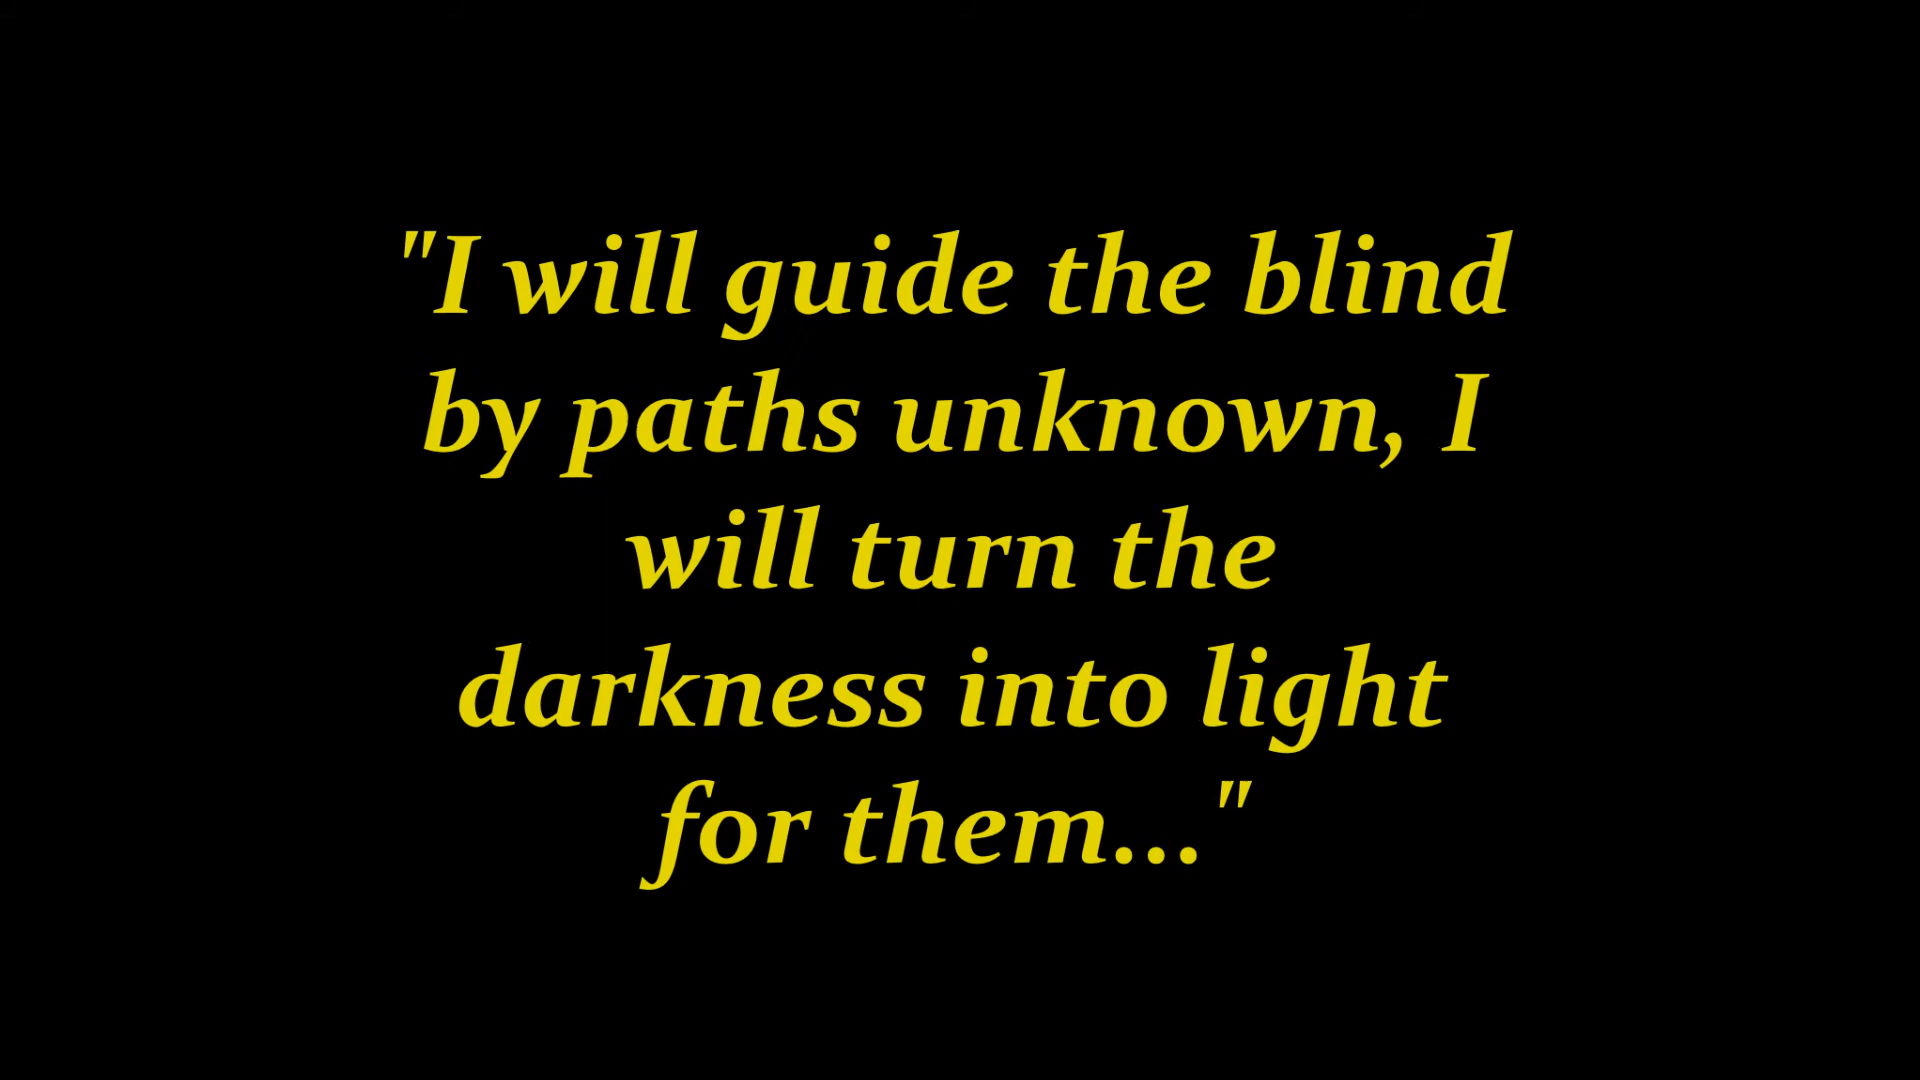 "I will guide the blind
by paths unknown, I
will turn the
darkness into light
for them..."